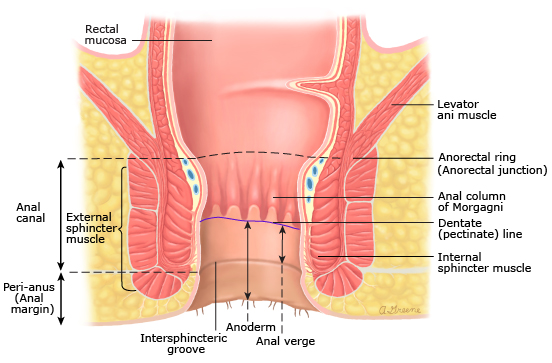 Rectal
mucosa
Levator
ani muscle
Anorectal ring
(Anorectal junction)
Anal column
of Morgagni
Dentate
(pectinate) line
Internal
sphincter muscle
Anal
canal
External
sphincter
muscle
Peri-anus
(Anal
margin)
Intersphincteric
groove
Anoderm
Anal verge
A.Greene